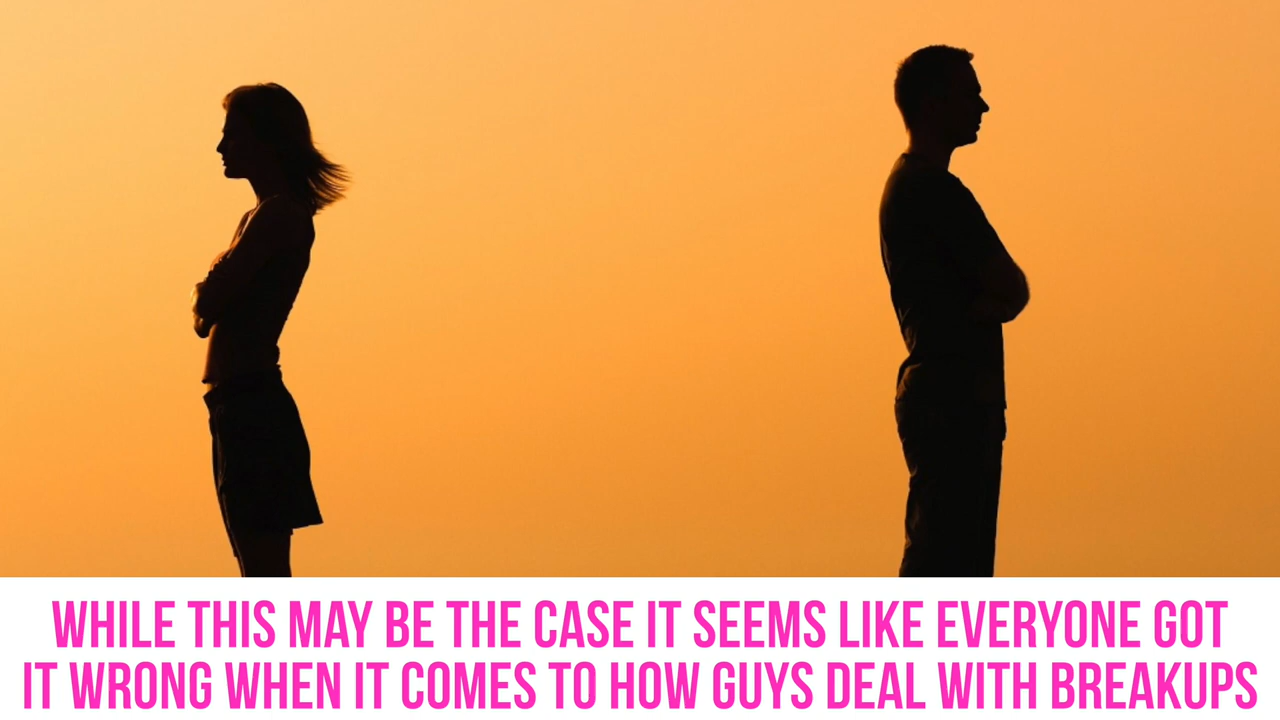 WHILE THIS MAY BE THE CASE IT SEEMS LIKE EVERYONE GOT
IT WRONG WHEN IT COMES TO HOW GUYS DEAL WITH BREAKUPS